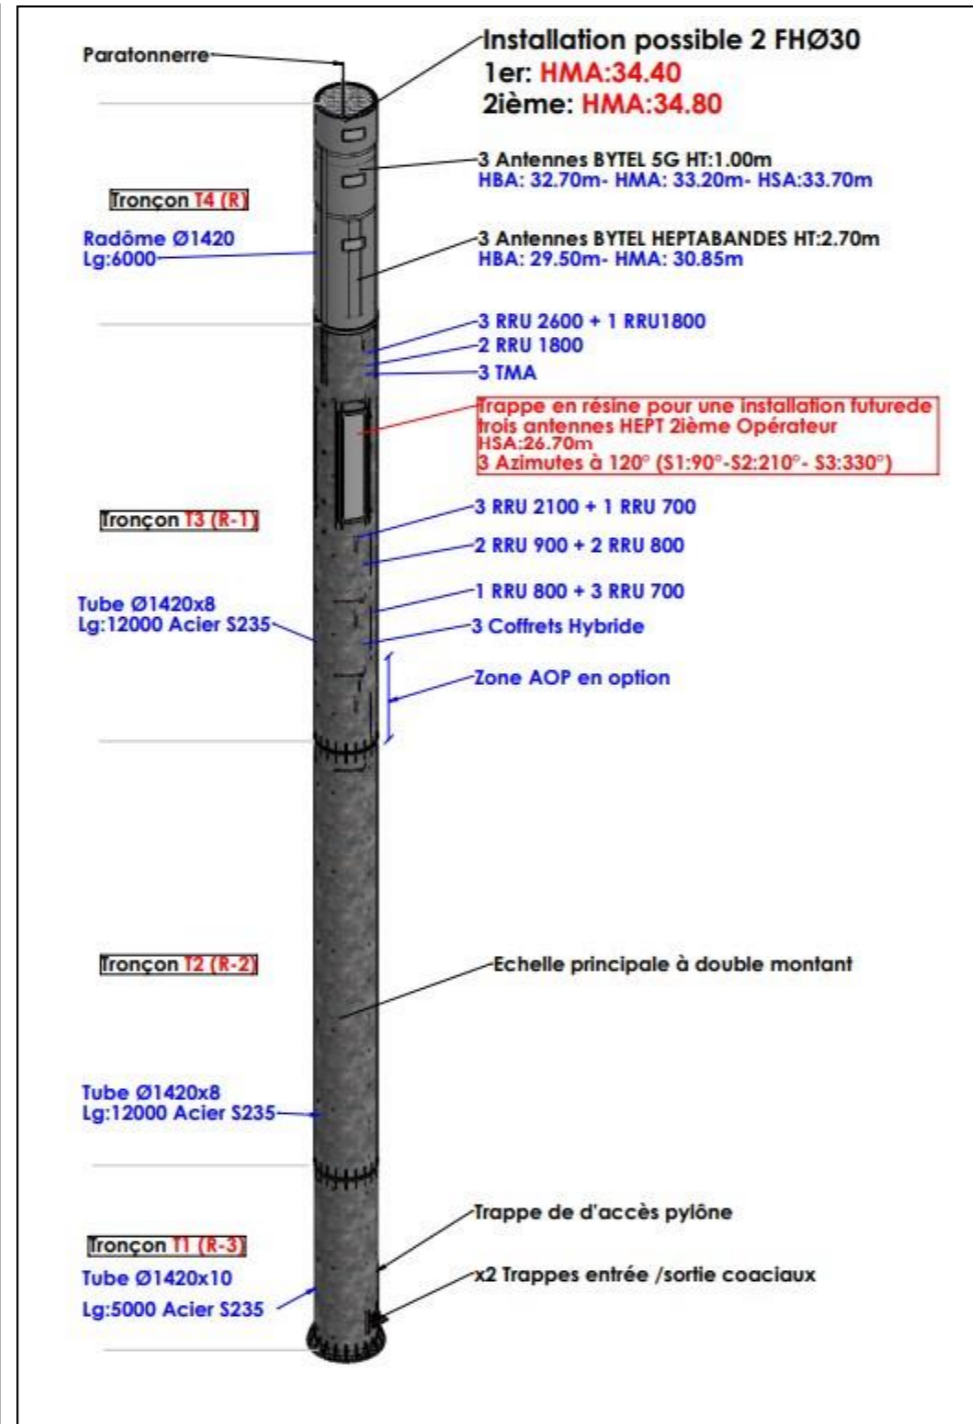 Paratonnerre
Installation possible 2 FHØ30
1er: HMA:34.40
2ième: HMA:34.80
3 Antennes BYTEL 5G HT:1.00m
HBA: 32.70m- HMA: 33.20m- HSA:33.70m
Tronçon T4 (R)
Radôme Ø1420
Lg:6000
3 Antennes BYTEL HEPTABANDES HT:2.70m
HBA: 29.50m- HMA: 30.85m
3 RRU 2600 + 1 RRU1800
2 RRU 1800
3 TMA
Trappe en résine pour une installation futurede
trois antennes HEPT 2ième Opérateur
HSA:26.70m
3 Azimutes à 120° (S1:90°-S2:210°- S3:330°)
Tronçon T3 (R-1)
3 RRU 2100 + 1 RRU 700
2 RRU 900 + 2 RRU 800
1 RRU 800 + 3 RRU 700
Tube Ø1420x8
Lg:12000 Acier S235
3 Coffrets Hybride
Zone AOP en option
Tronçon T2 (R-2)
Echelle principale à double montant
Tube Ø1420x8
Lg:12000 Acier S235
Trappe de d'accès pylône
Tronçon T1 (R-3)
Tube Ø1420x10
Lg:5000 Acier S235
x2 Trappes entrée /sortie coaciaux